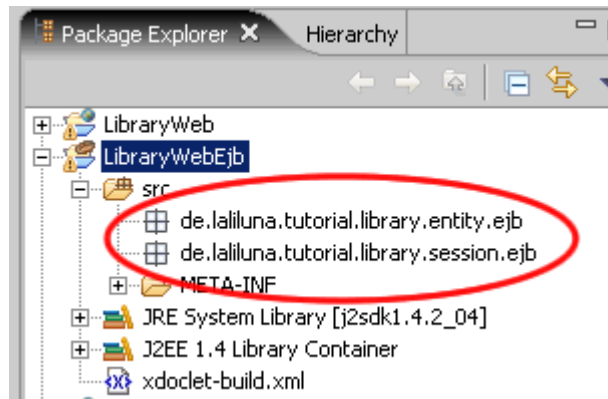 Package Explorer Hierarchy
LibraryWeb
LibraryWebEjb
src
de.laliluna.tutorial.library.entity.ejb
de.laliluna.tutorial.library.session.ejb
META-INF
JRE System Library [j2sdk1.4.2_04]
J2EE 1.4 Library Container
xdoclet-build.xml